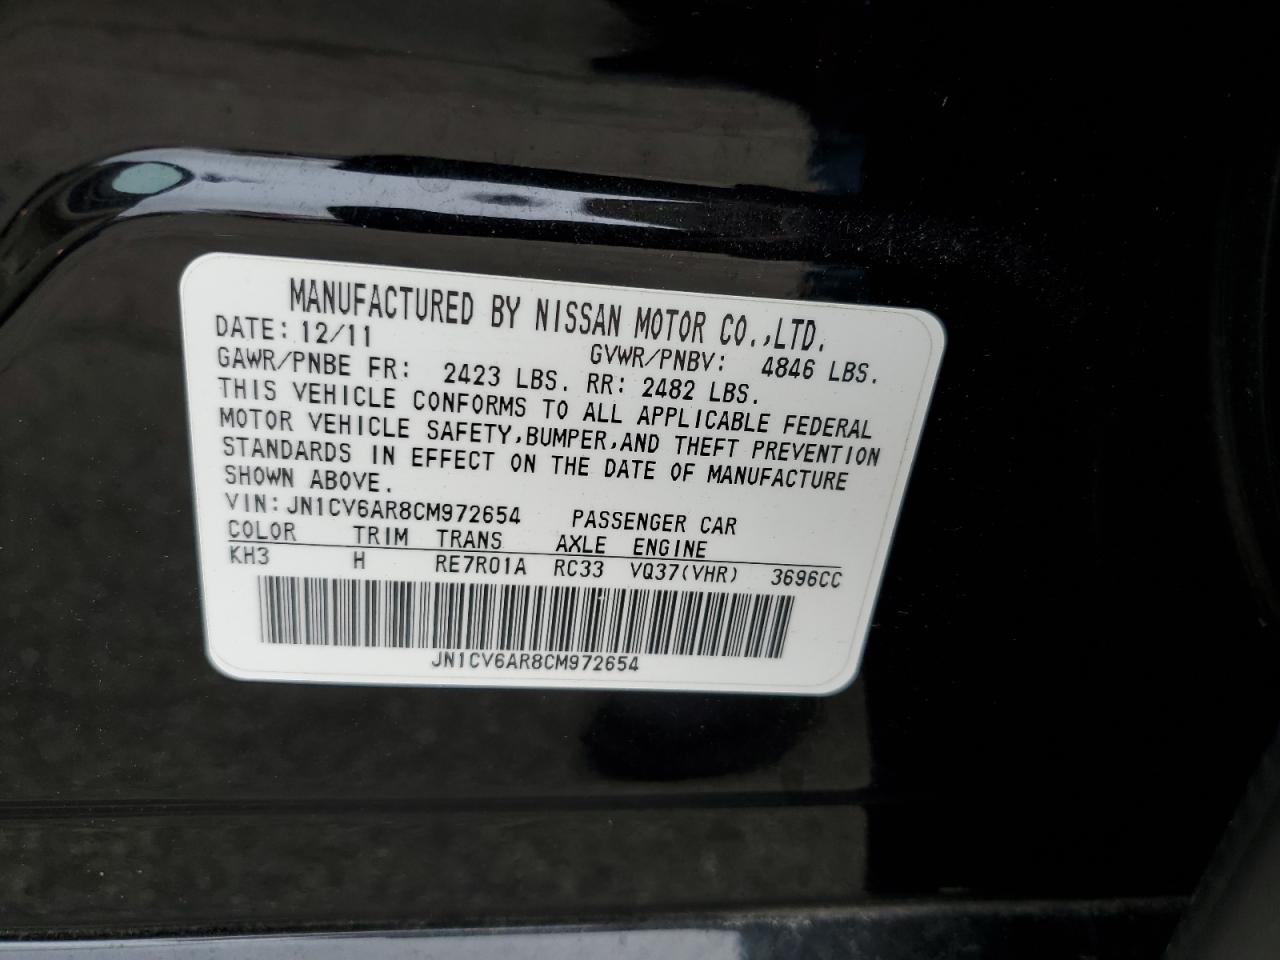 MANUFACTURED BY NISSAN MOTOR CO.,LTD.
DATE: 12/11 GVWR/PNBV: 4846 LBS.
GAWR/PNBE FR: 2423 LBS. RR: 2482 LBS.
THIS VEHICLE CONFORMS TO ALL APPLICABLE FEDERAL
MOTOR VEHICLE SAFETY,BUMPER,AND THEFT PREVENTION
STANDARDS IN EFFECT ON THE DATE OF MANUFACTURE
SHOWN ABOVE.
VIN:JN1CV6AR8CM972654 PASSENGER CAR
COLOR TRIM TRANS AXLE ENGINE
KH3 H RE7R01A RC33 VQ37(VHR) 3696CC
JN1CV6AR8CM972654